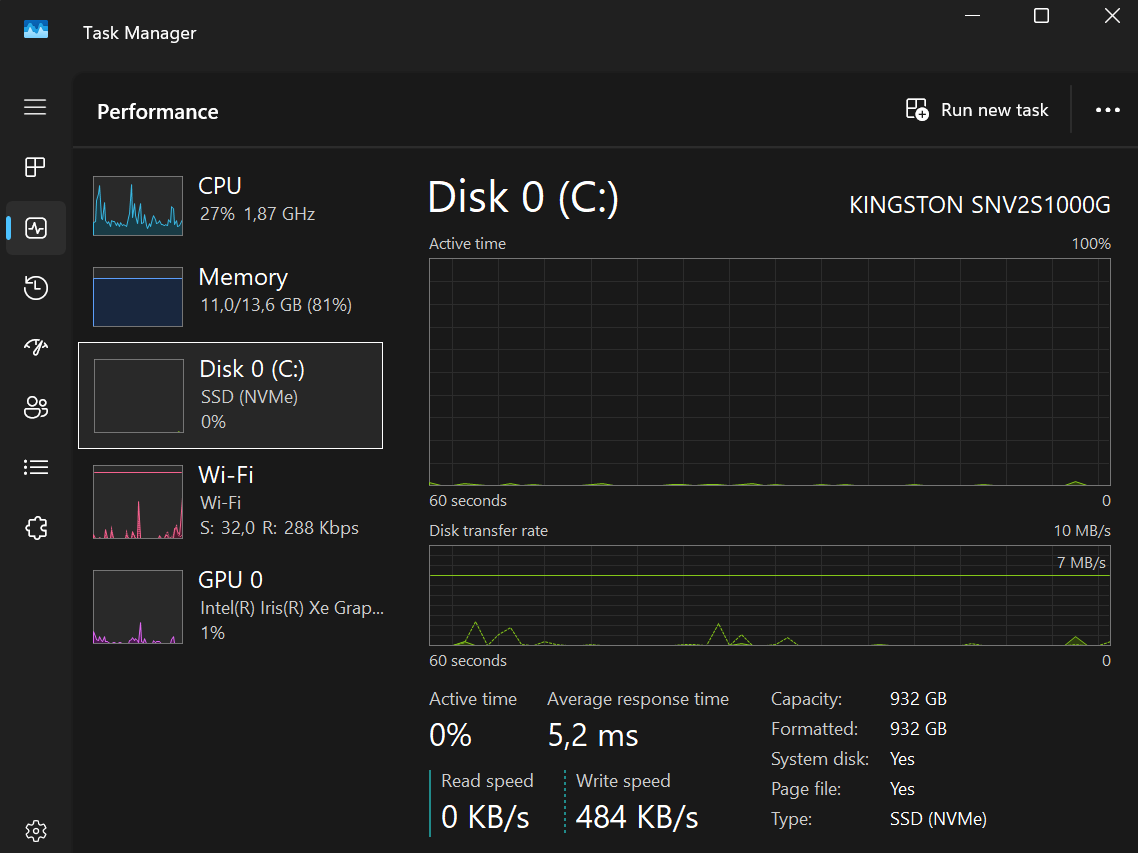 Task Manager
Performance
Run new task
CPU
27% 1,87 GHz
Memory
11,0/13,6 GB (81%)
Disk 0 (C:)
SSD (NVMe)
0%
Wi-Fi
Wi-Fi
S: 32,0 R: 288 Kbps
GPU 0
Intel(R) Iris(R) Xe Grap...
1%
Disk 0 (C:)
KINGSTON SNV2S1000G
Active time
100%
60 seconds
0
Disk transfer rate
10 MB/s
7 MB/s
60 seconds
0
Active time
0%
Average response time
5,2 ms
Read speed
0 KB/s
Write speed
484 KB/s
Capacity: 932 GB
Formatted: 932 GB
System disk: Yes
Page file: Yes
Type: SSD (NVMe)